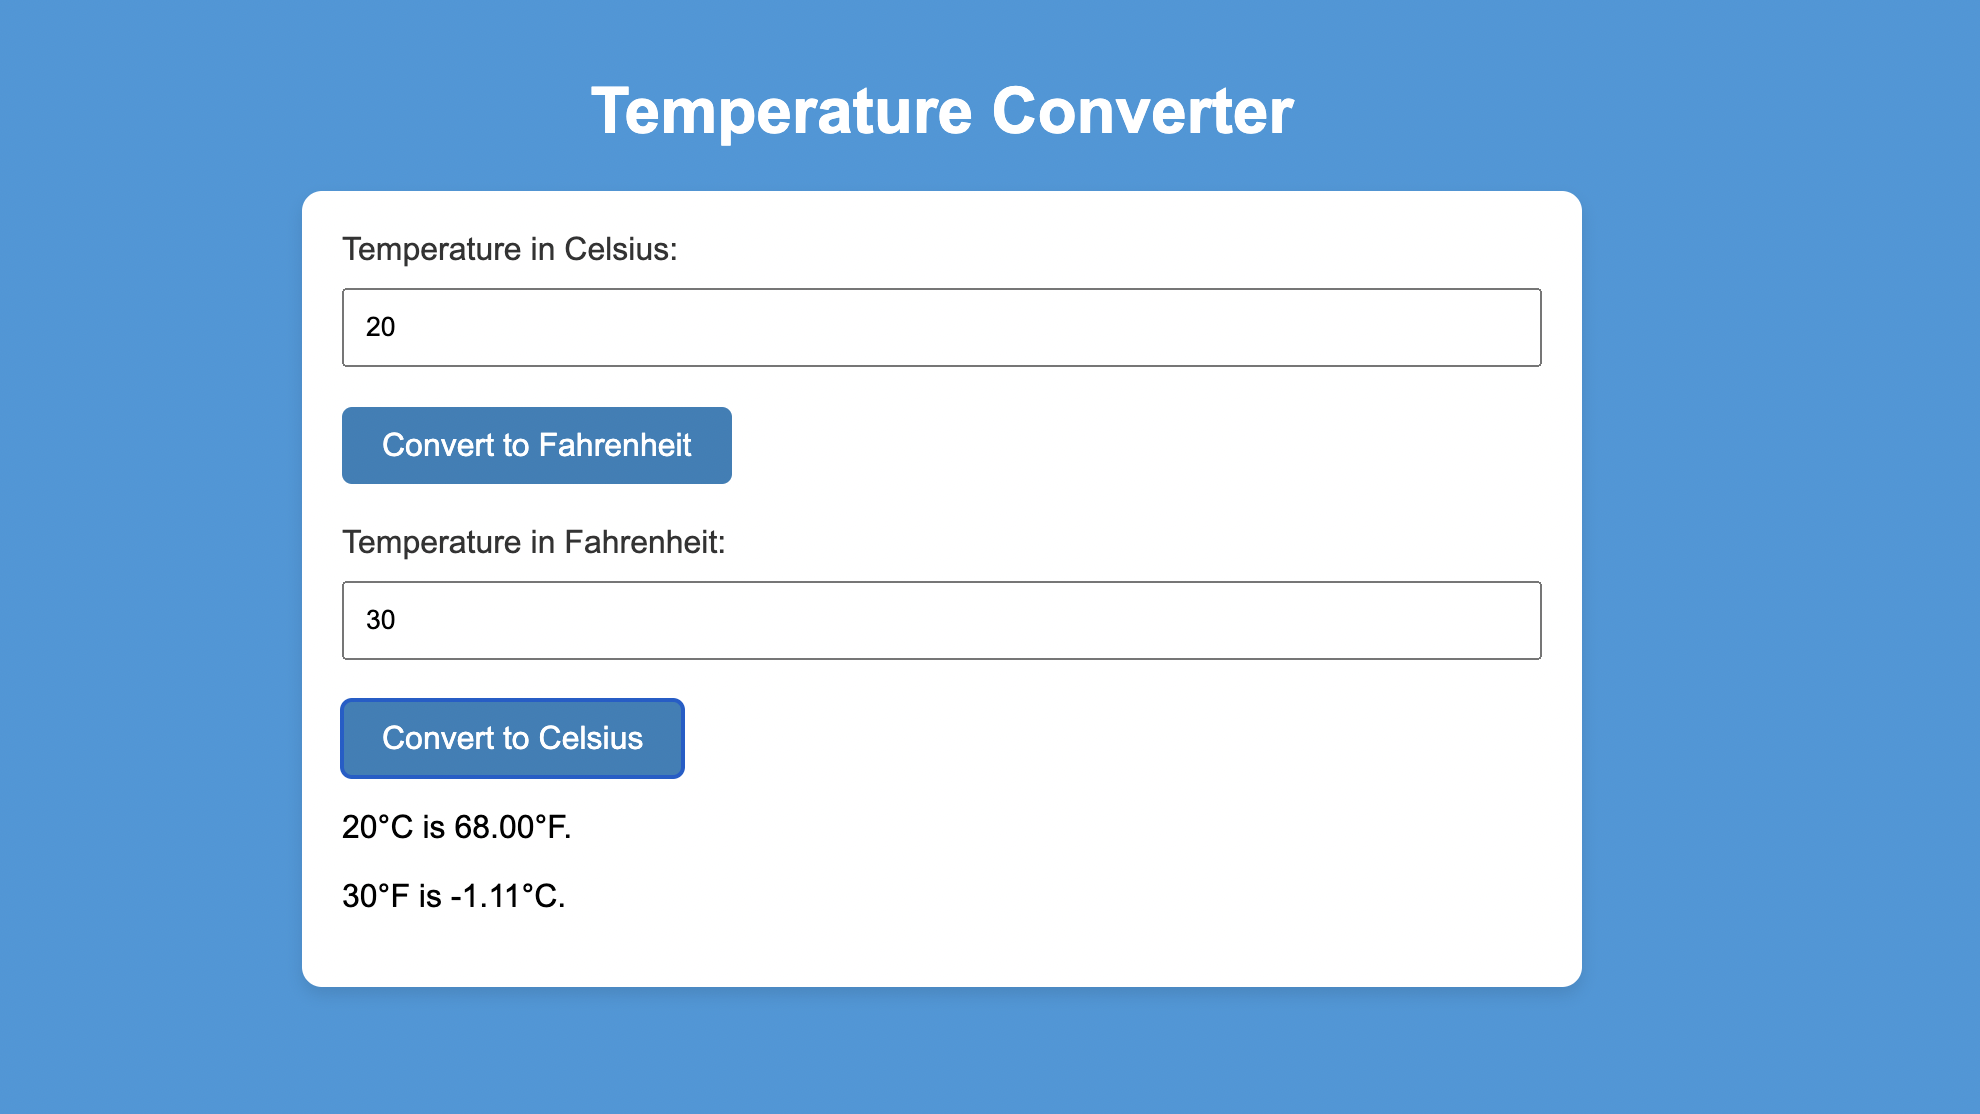 Temperature Converter
Temperature in Celsius:
20
Convert to Fahrenheit
Temperature in Fahrenheit:
30
Convert to Celsius
20°C is 68.00°F.
30°F is -1.11°C.